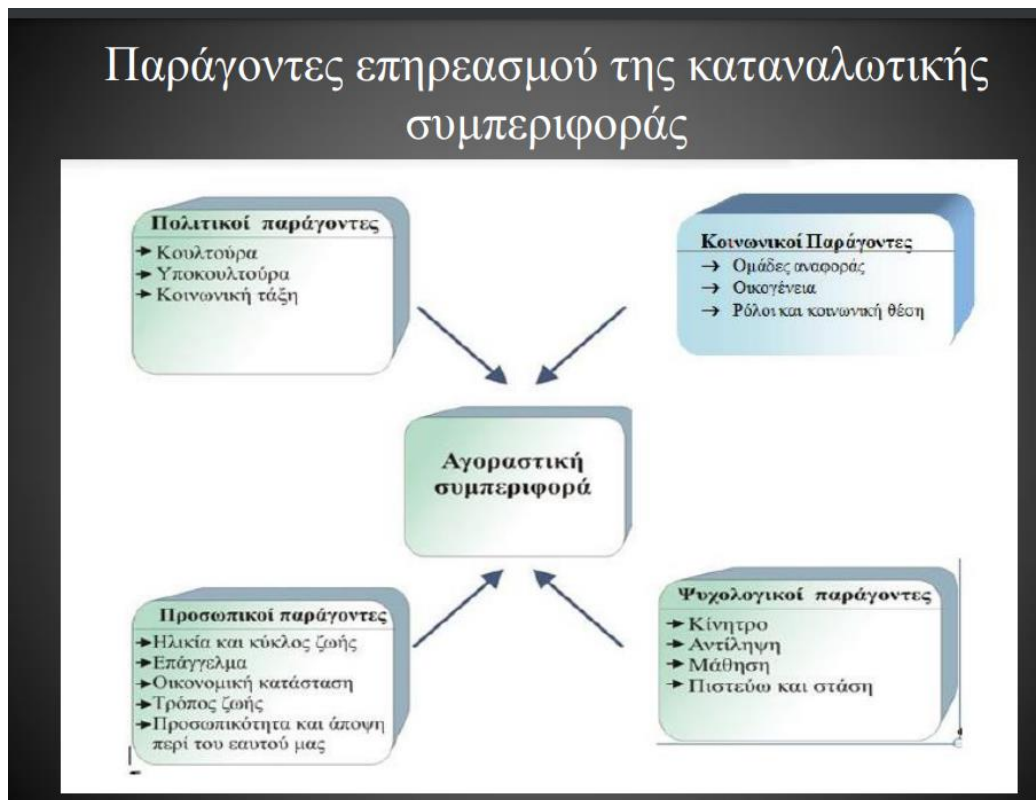 Παράγοντες επηρεασμού της καταναλωτικής
συμπεριφοράς
Πολιτικοί παράγοντες
➔ Κουλτούρα
➔ Υποκουλτούρα
➔ Κοινωνική τάξη
Κοινωνικοί Παράγοντες
→ Ομάδες αναφοράς
→ Οικογένεια
→ Ρόλοι και κοινωνική θέση
Αγοραστική
συμπεριφορά
Προσωπικοί παράγοντες
➔Ηλικία και κύκλος ζωής
➔Επάγγελμα
➔Οικονομική κατάσταση
➔Τρόπος ζωής
➔Προσωπικότητα και άποψη
περί του εαυτού μας
Ψυχολογικοί παράγοντες
➔ Κίνητρο
➔ Αντίληψη
➔ Μάθηση
➔ Πιστεύω και στάση